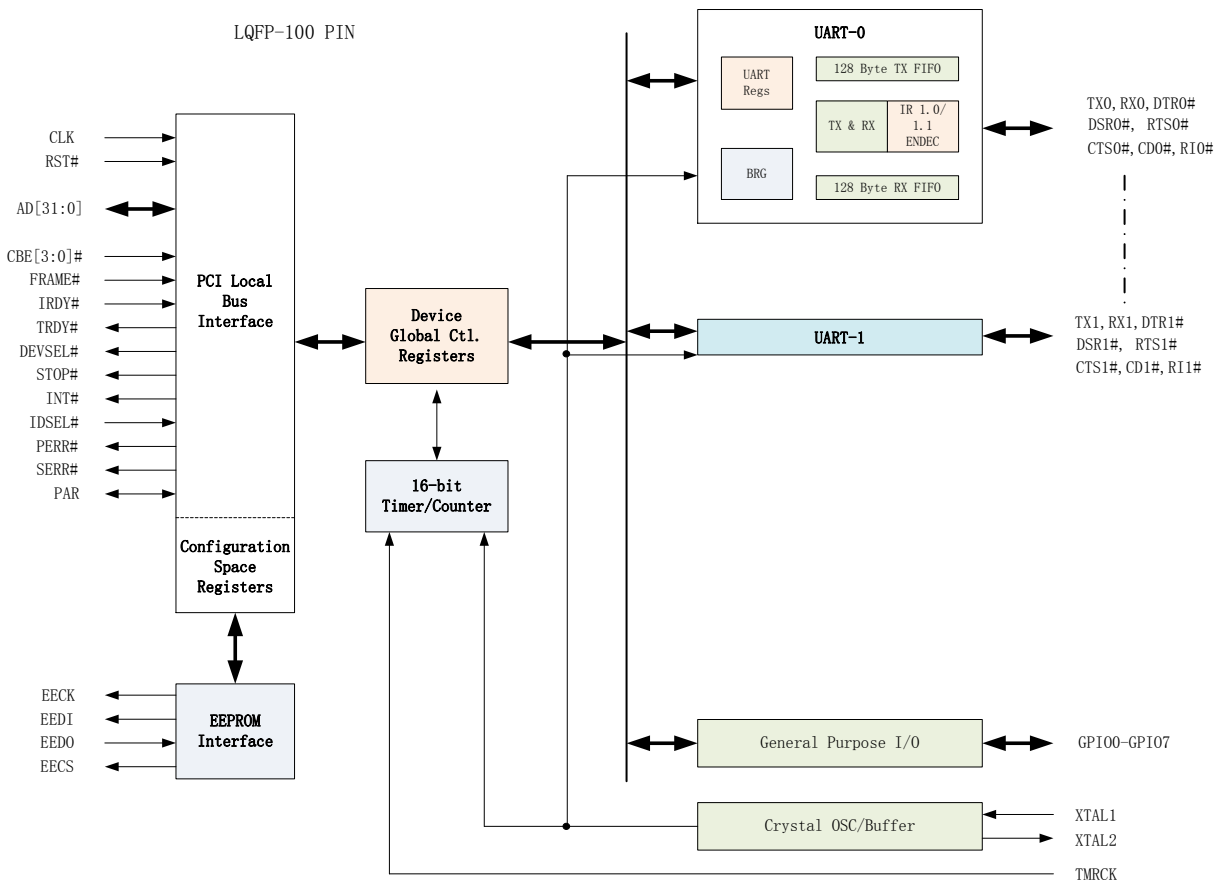 LQFP-100 PIN
CLK
RST#
AD[31:0]
CBE[3:0]#
FRAME#
IRDY#
TRDY#
DEVSEL#
STOP#
INT#
IDSEL#
PERR#
SERR#
PAR
PCI Local
Bus
Interface
Configuration
Space
Registers
EECK
EEDI
EEDO
EECS
EEPROM
Interface
Device
Global Ctl.
Registers
16-bit
Timer/Counter
UART-0
UART
Regs
BRG
128 Byte TX FIFO
TX & RX
IR 1.0/
1.1
ENDEC
128 Byte RX FIFO
TX0, RX0, DTR0#
DSR0#, RTS0#
CTS0#, CD0#, RI0#
UART-1
TX1, RX1, DTR1#
DSR1#, RTS1#
CTS1#, CD1#, RI1#
General Purpose I/O
GPIO0-GPIO7
Crystal OSC/Buffer
XTAL1
XTAL2
TMRCK